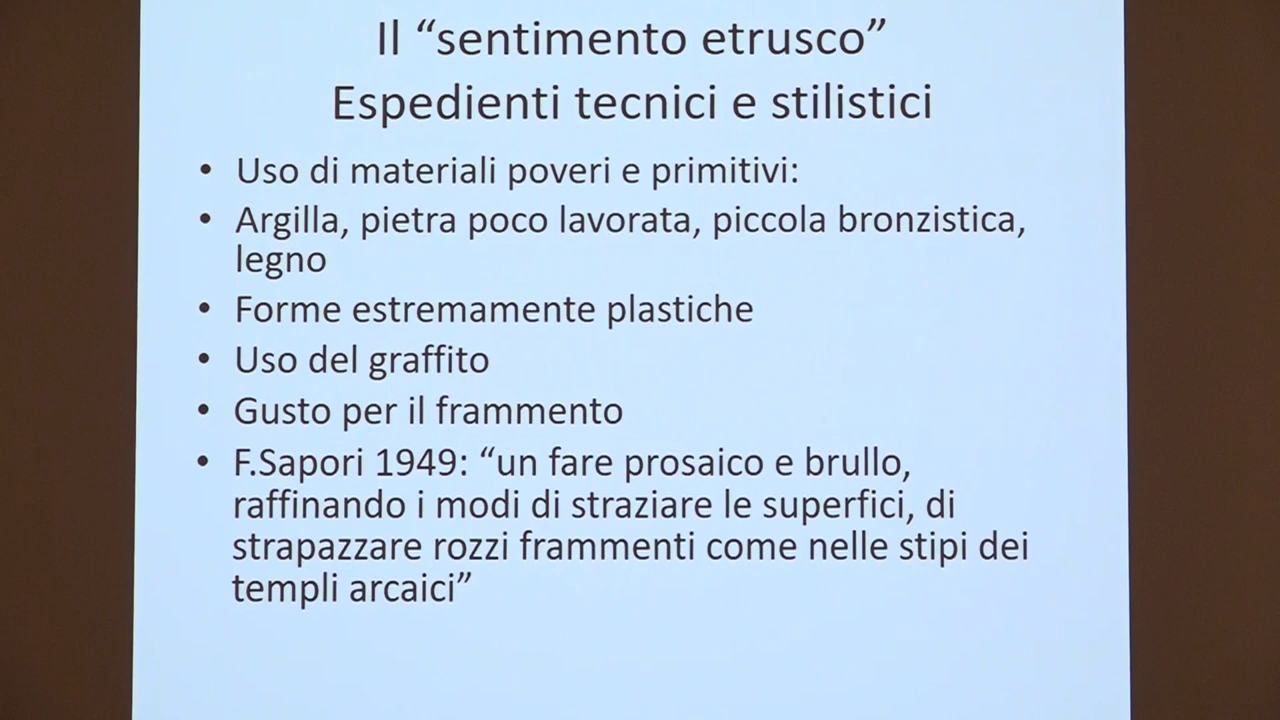 Il “sentimento etrusco”
Espedienti tecnici e stilistici
• Uso di materiali poveri e primitivi:
• Argilla, pietra poco lavorata, piccola bronzistica,
legno
• Forme estremamente plastiche
• Uso del graffito
• Gusto per il frammento
• F.Sapori 1949: “un fare prosaico e brullo,
raffinando i modi di straziare le superfici, di
strapazzare rozzi frammenti come nelle stipi dei
templi arcaici”